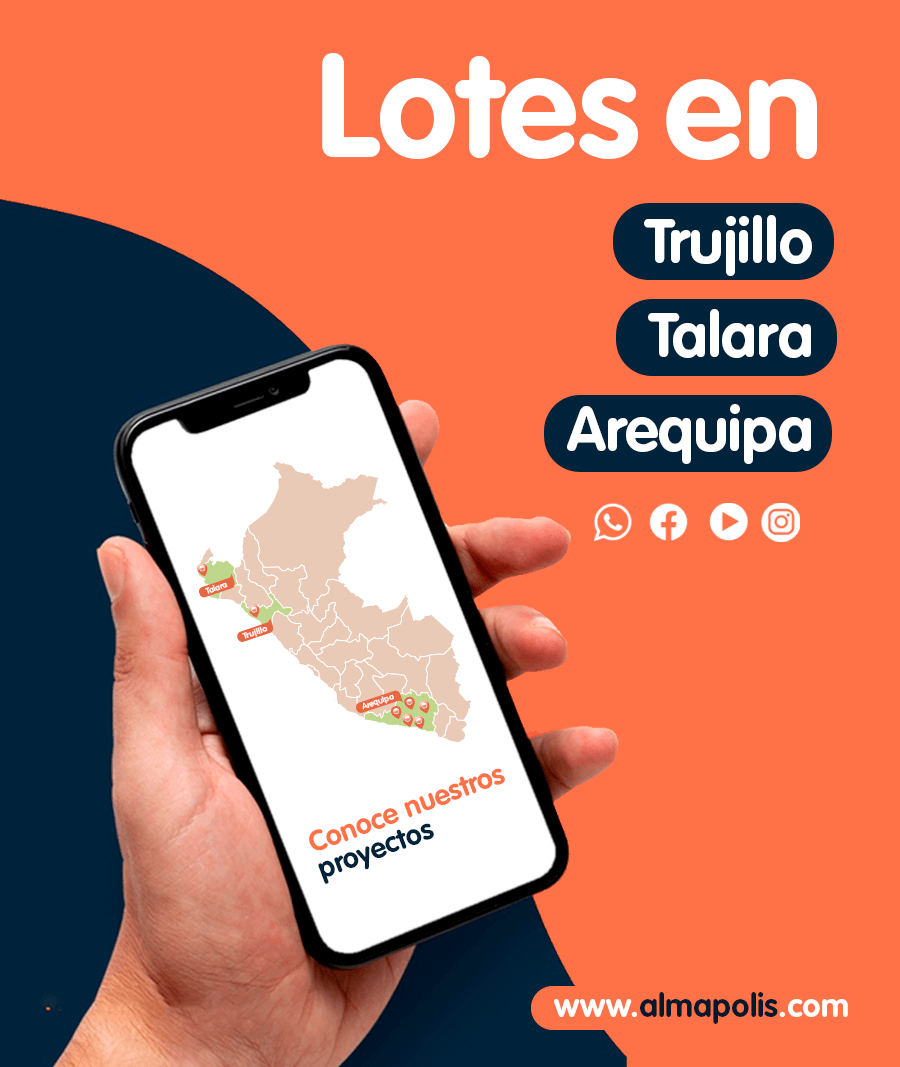 Lotes en
Trujillo
Talara
Arequipa
Talara
Trujillo
Arequipa
Conoce nuestros
proyectos
www.almapolis.com